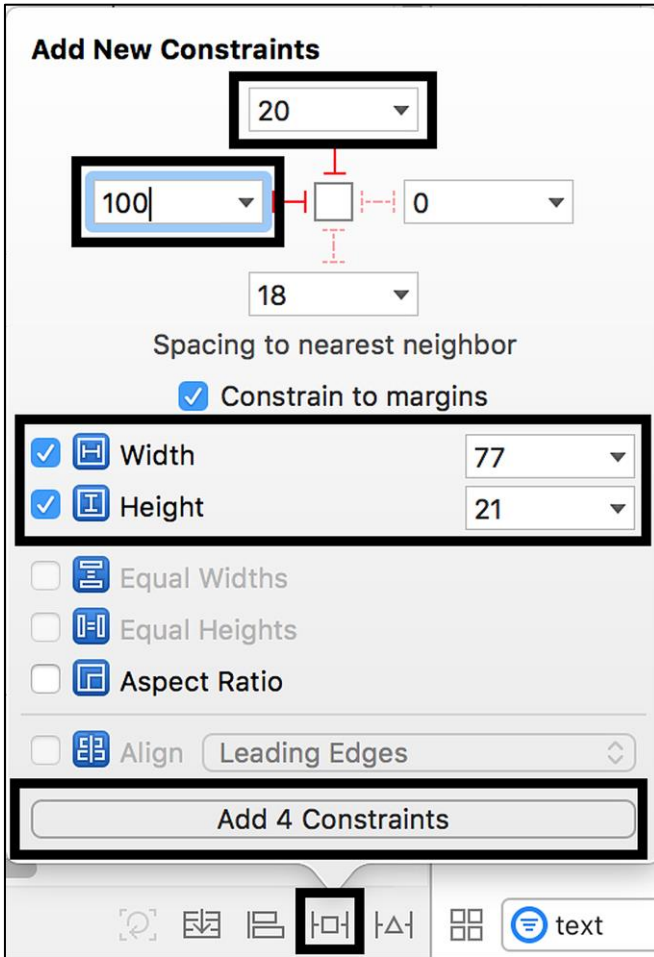 Add New Constraints
20
100 0
18
Spacing to nearest neighbor
Constrain to margins
Width 77
Height 21
Equal Widths
Equal Heights
Aspect Ratio
Align Leading Edges
Add 4 Constraints
text